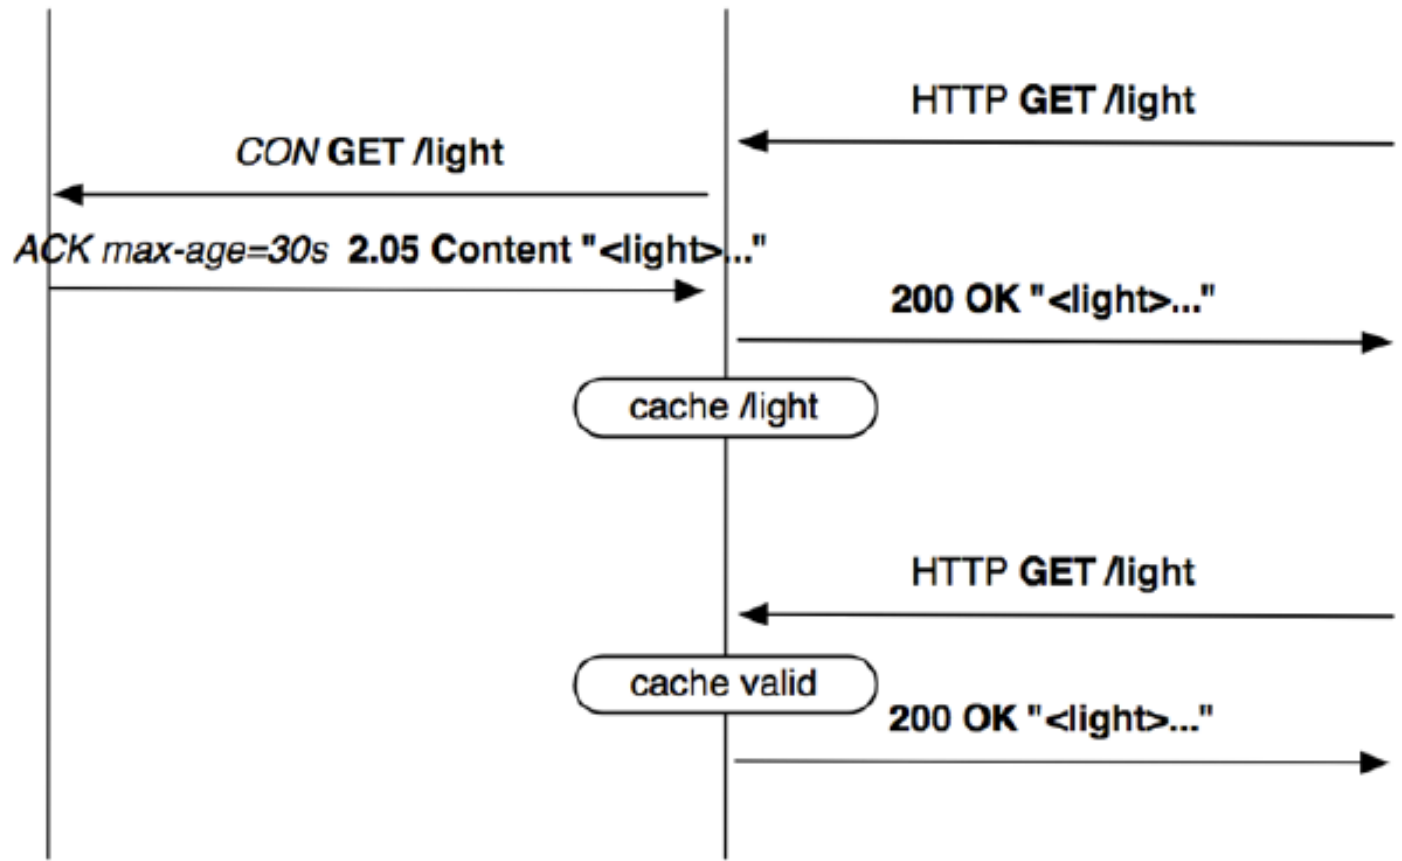 HTTP GET /light
CON GET /light
ACK max-age=30s 2.05 Content "<light>..."
200 OK "<light>..."
cache /light
HTTP GET /light
cache valid
200 OK "<light>..."